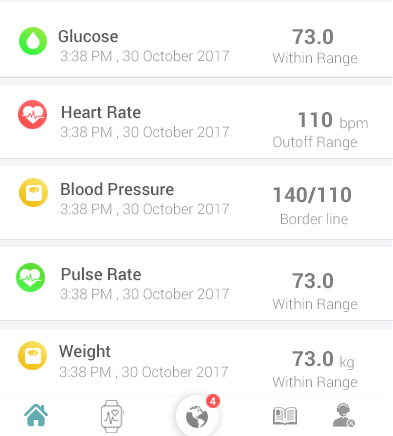 Glucose
73.0
3:38 PM , 30 October 2017
Within Range
Heart Rate
110 bpm
3:38 PM , 30 October 2017
Outoff Range
Blood Pressure
140/110
3:38 PM , 30 October 2017
Border line
Pulse Rate
73.0
3:38 PM , 30 October 2017
Within Range
Weight
73.0 kg
3:38 PM , 30 October 2017
Within Range
4